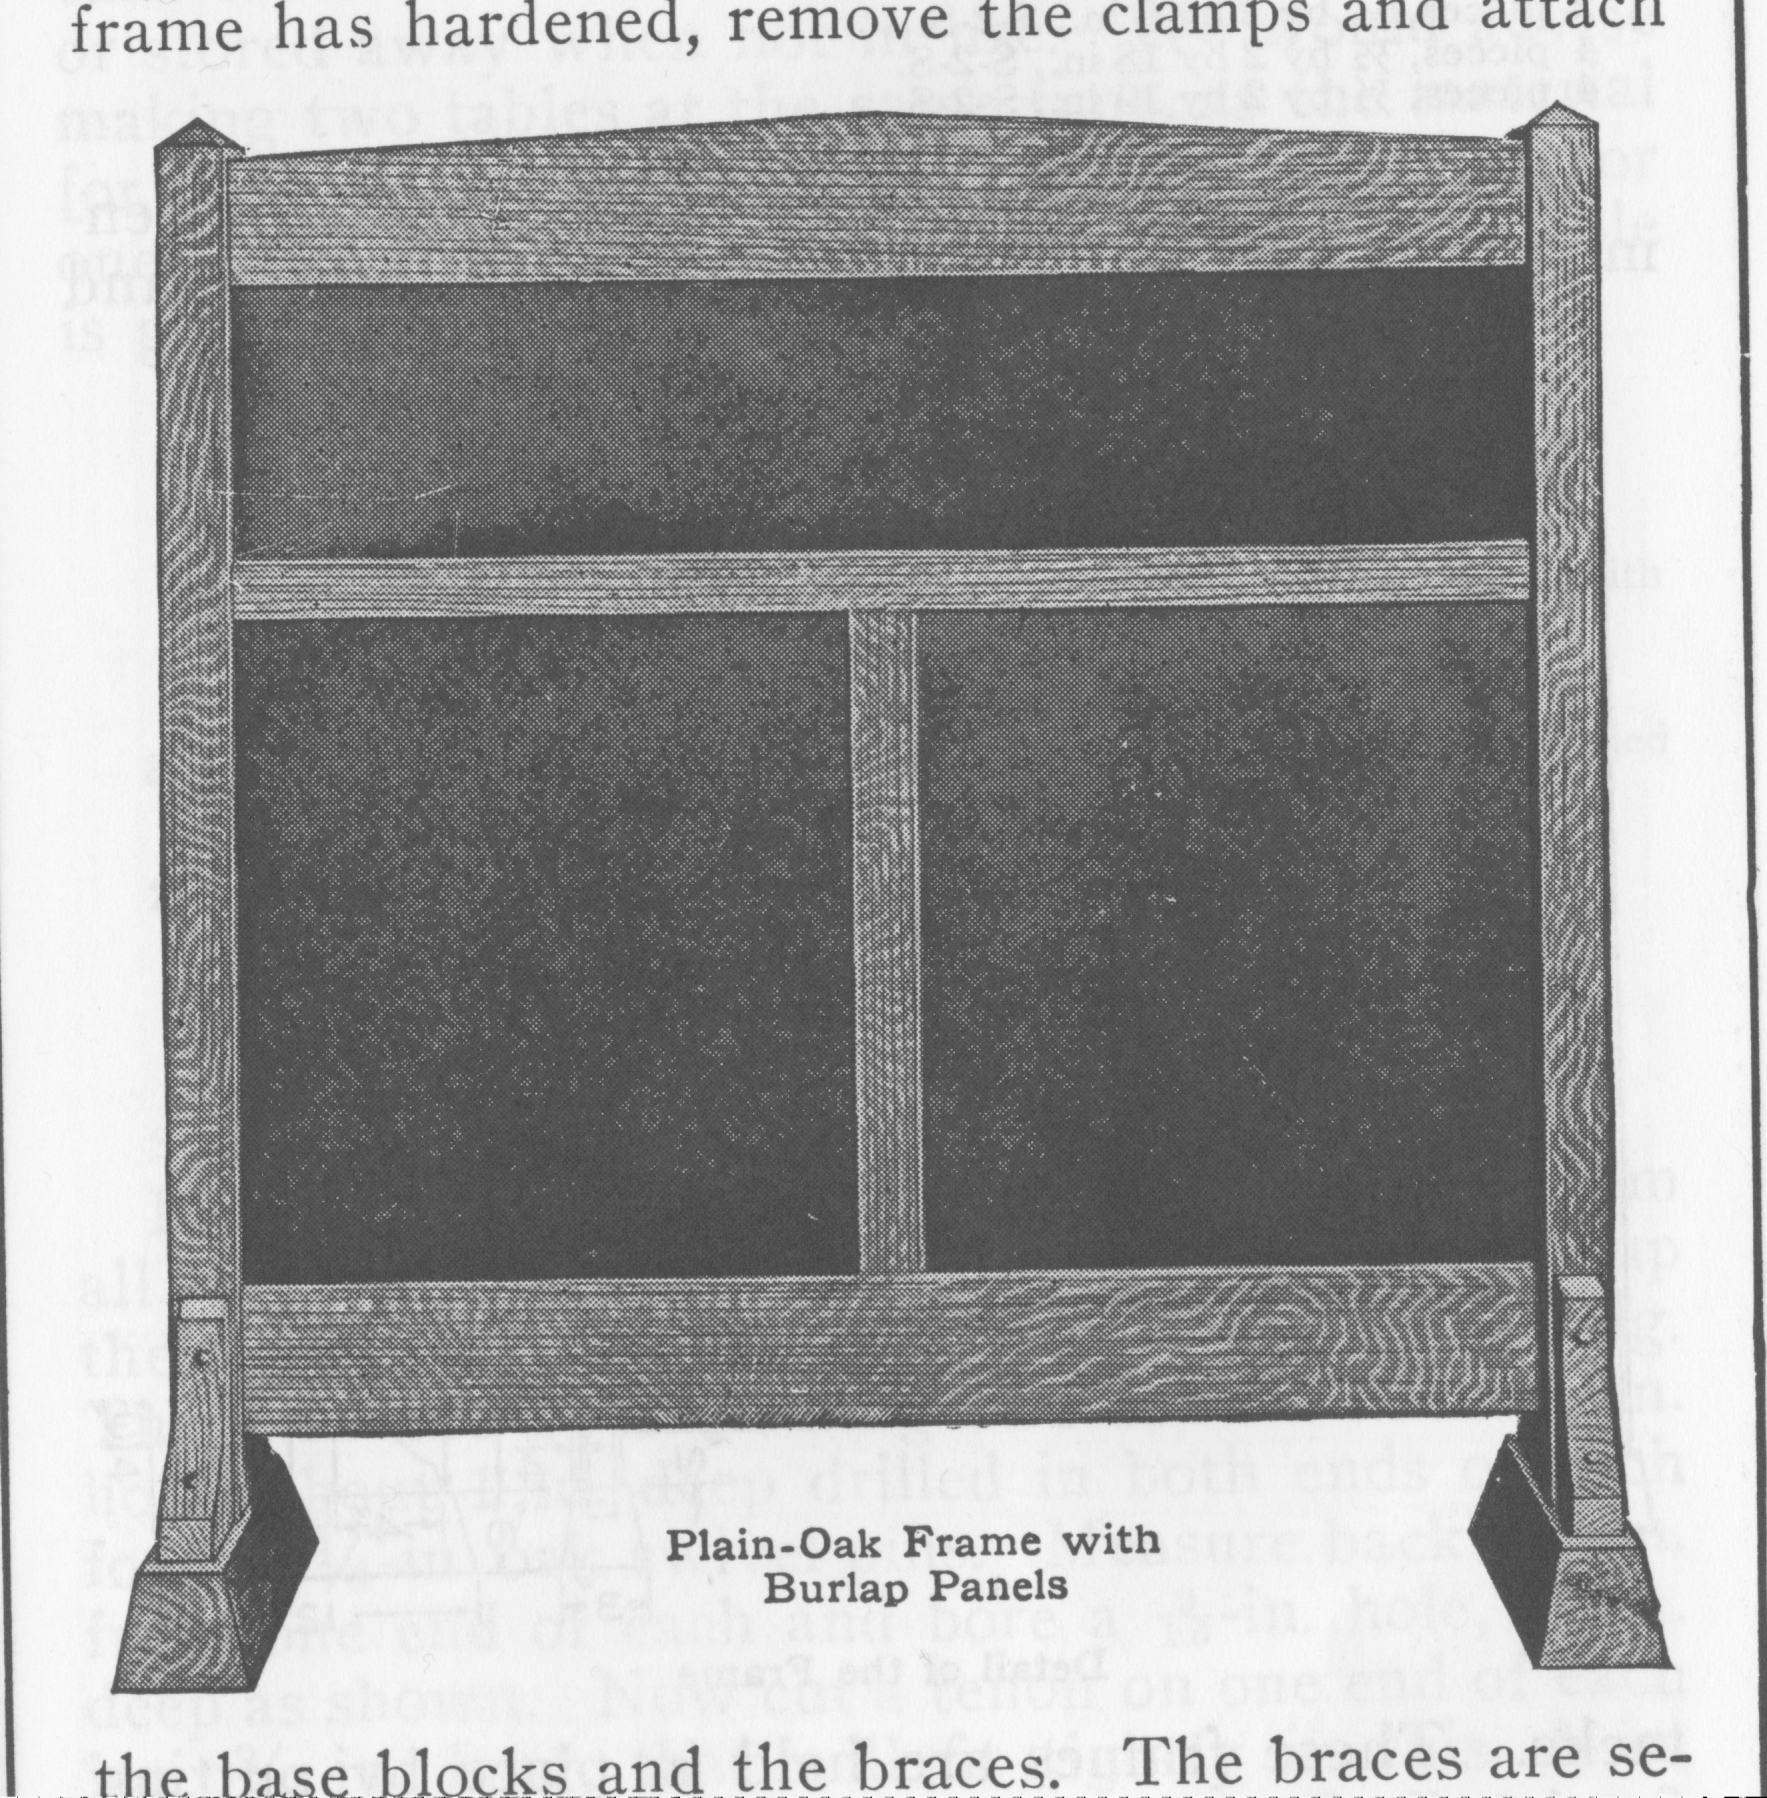 frame has hardened, remove the clamps and attach
Plain-Oak Frame with
Burlap Panels
the base blocks and the braces. The braces are se-